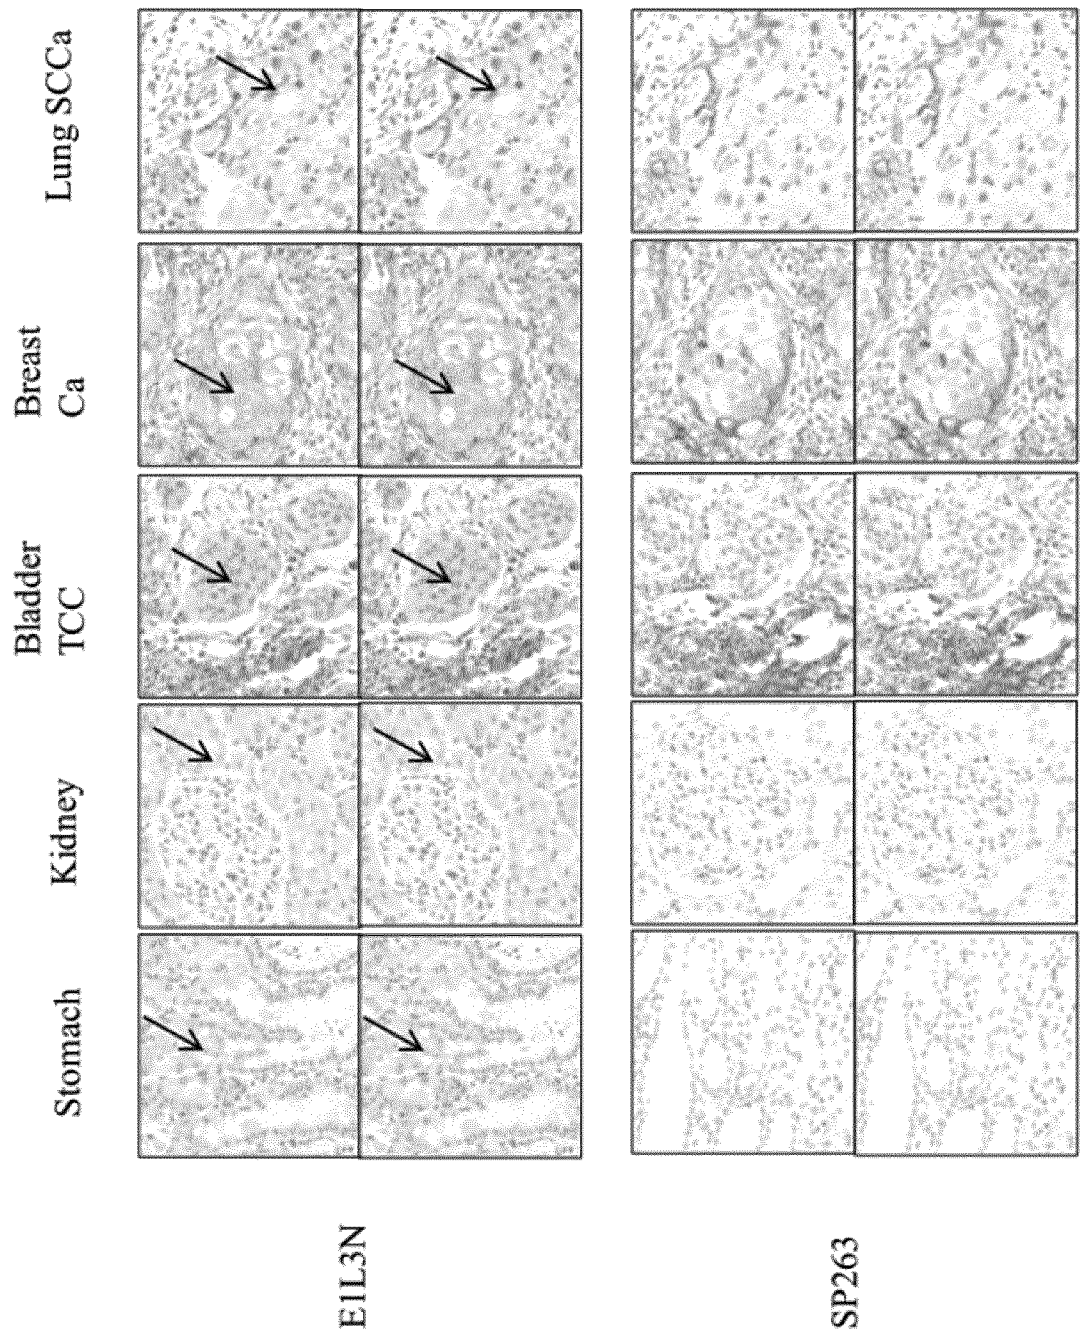 Stomach
Kidney
Bladder
TCC
Breast
Ca
Lung SCCa
E1L3N
SP263